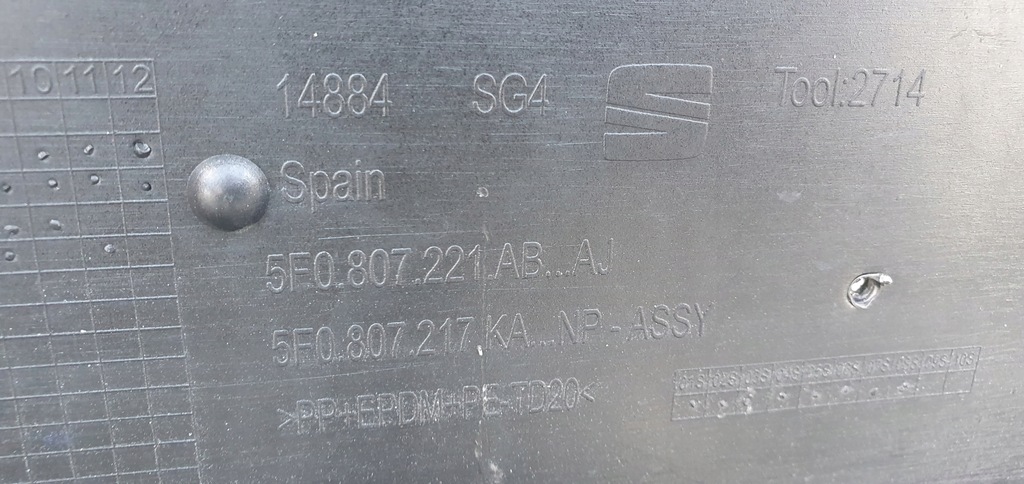 10 11 12
14884 SG4 Tool:2714
Spain
5F0.807.221.AB...AJ
5F0.807.217.KA...NP - ASSY
>PP+EPDM+PE-TD20<